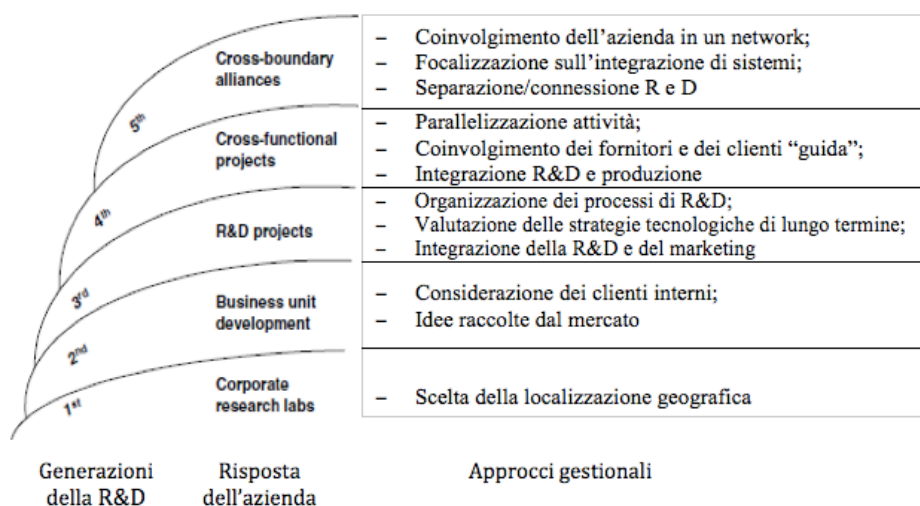 5th
Cross-boundary
alliances
– Coinvolgimento dell'azienda in un network;
– Focalizzazione sull'integrazione di sistemi;
– Separazione/connessione R e D
4th
Cross-functional
projects
– Parallelizzazione attività;
– Coinvolgimento dei fornitori e dei clienti “guida”;
– Integrazione R&D e produzione
3rd
R&D projects
– Organizzazione dei processi di R&D;
– Valutazione delle strategie tecnologiche di lungo termine;
– Integrazione della R&D e del marketing
2nd
Business unit
development
– Considerazione dei clienti interni;
– Idee raccolte dal mercato
1st
Corporate
research labs
– Scelta della localizzazione geografica
Generazioni
della R&D
Risposta
dell'azienda
Approcci gestionali